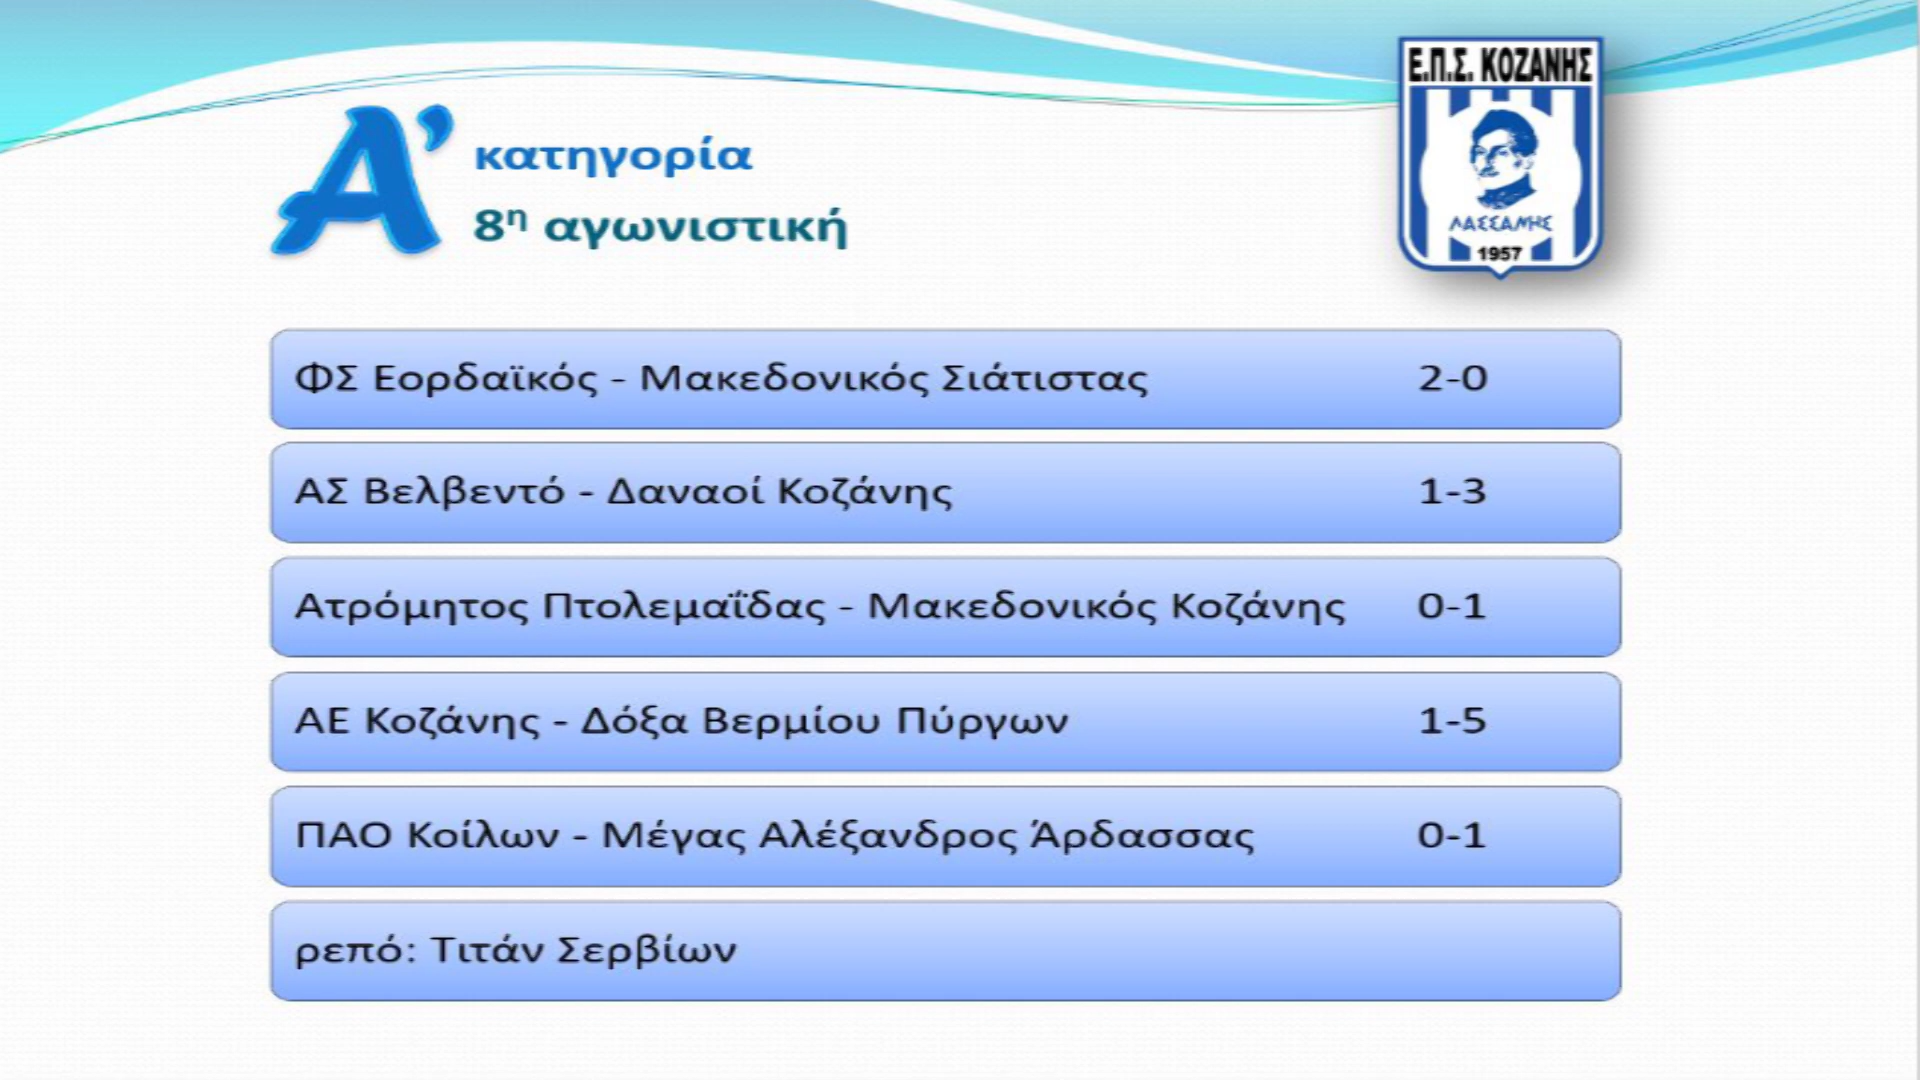 Ε.Π.Σ. ΚΟΖΑΝΗΣ
ΛΑΣΣΑΝΗΣ
1957
Α’ κατηγορία
8η αγωνιστική
ΦΣ Εορδαϊκός - Μακεδονικός Σιάτιστας 2-0
ΑΣ Βελβεντό - Δαναοί Κοζάνης 1-3
Ατρόμητος Πτολεμαΐδας - Μακεδονικός Κοζάνης 0-1
ΑΕ Κοζάνης - Δόξα Βερμίου Πύργων 1-5
ΠΑΟ Κοίλων - Μέγας Αλέξανδρος Άρδασσας 0-1
ρεπό: Τιτάν Σερβίων